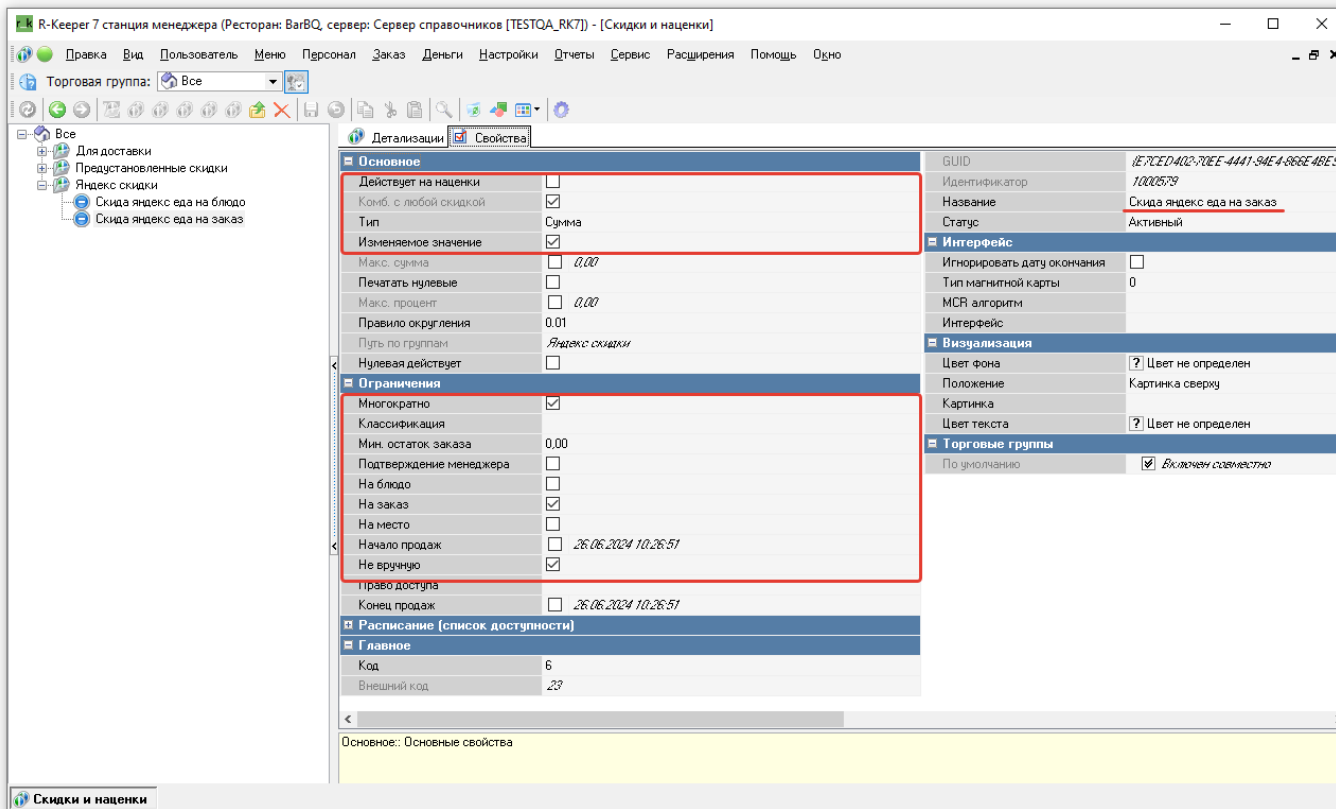 R-Keeper 7 станция менеджера (Ресторан: BarBQ, сервер: Сервер справочников [TESTQA_RK7]) - [Скидки и наценки]
Правка Вид Пользователь Меню Персонал Заказ Деньги Настройки Отчеты Сервис Расширения Помощь Окно
Торговая группа: Все
Все
Для доставки
Предустановленные скидки
Яндекс скидки
Скида яндекс еда на блюдо
Скида яндекс еда на заказ
Детализации Свойства
Основное
Действует на наценки
Комб. с любой скидкой
Тип Сумма
Изменяемое значение
Макс. сумма 0,00
Печатать нулевые
Макс. процент 0,00
Правило округления 0.01
Путь по группам Яндекс скидки
Нулевая действует
Ограничения
Многократно
Классификация
Мин. остаток заказа 0,00
Подтверждение менеджера
На блюдо
На заказ
На место
Начало продаж 26.06.2024 10:26:51
Не вручную
Право доступа
Конец продаж 26.06.2024 10:26:51
Расписание (список доступности)
Главное
Код 6
Внешний код 23
GUID
Идентификатор 1000579
Название Скида яндекс еда на заказ
Статус Активный
Интерфейс
Игнорировать дату окончания
Тип магнитной карты 0
MCR алгоритм
Интерфейс
Визуализация
Цвет фона ? Цвет не определен
Положение Картинка сверху
Картинка
Цвет текста ? Цвет не определен
Торговые группы
По умолчанию Включен совместно
Основное:: Основные свойства
Скидки и наценки